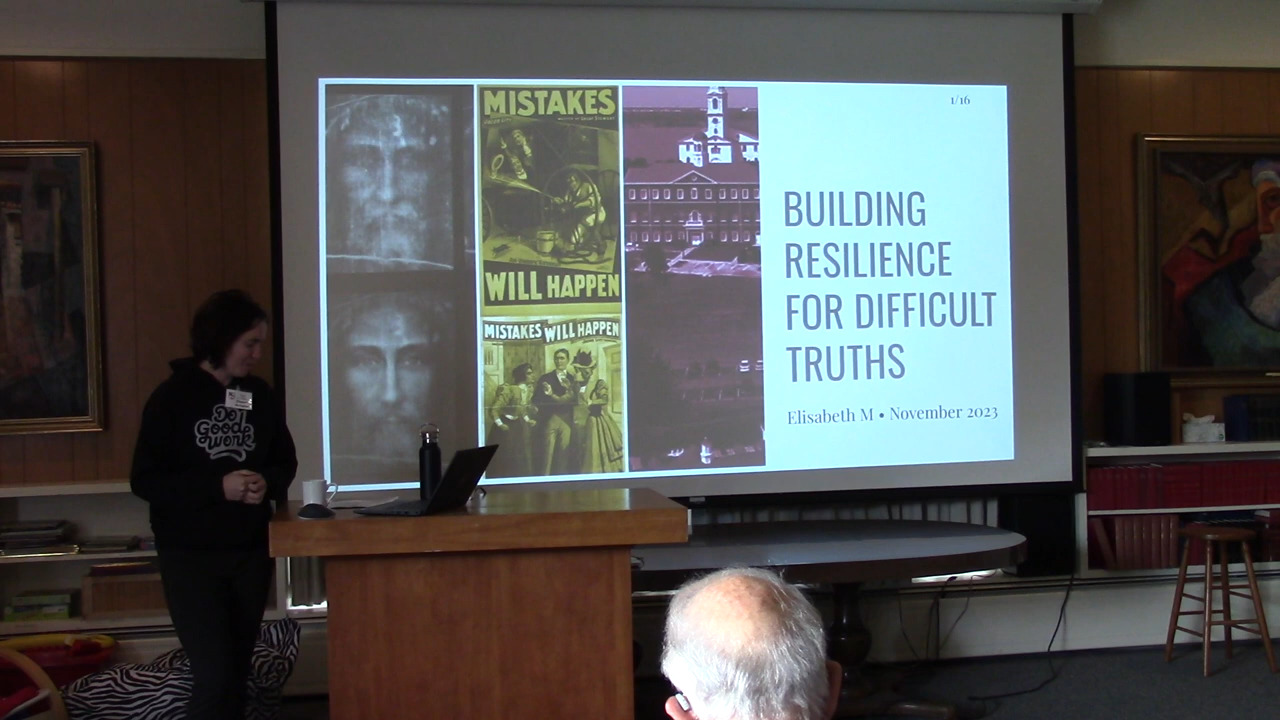 1/16
MISTAKES
WILL HAPPEN
MISTAKES WILL HAPPEN
BUILDING
RESILIENCE
FOR DIFFICULT
TRUTHS
Elisabeth M • November 2023
Do
Good
work